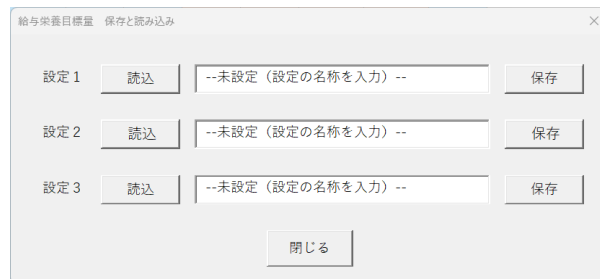 給与栄養目標量　保存と読み込み
設定1 読込 --未設定（設定の名称を入力）-- 保存
設定2 読込 --未設定（設定の名称を入力）-- 保存
設定3 読込 --未設定（設定の名称を入力）-- 保存
閉じる